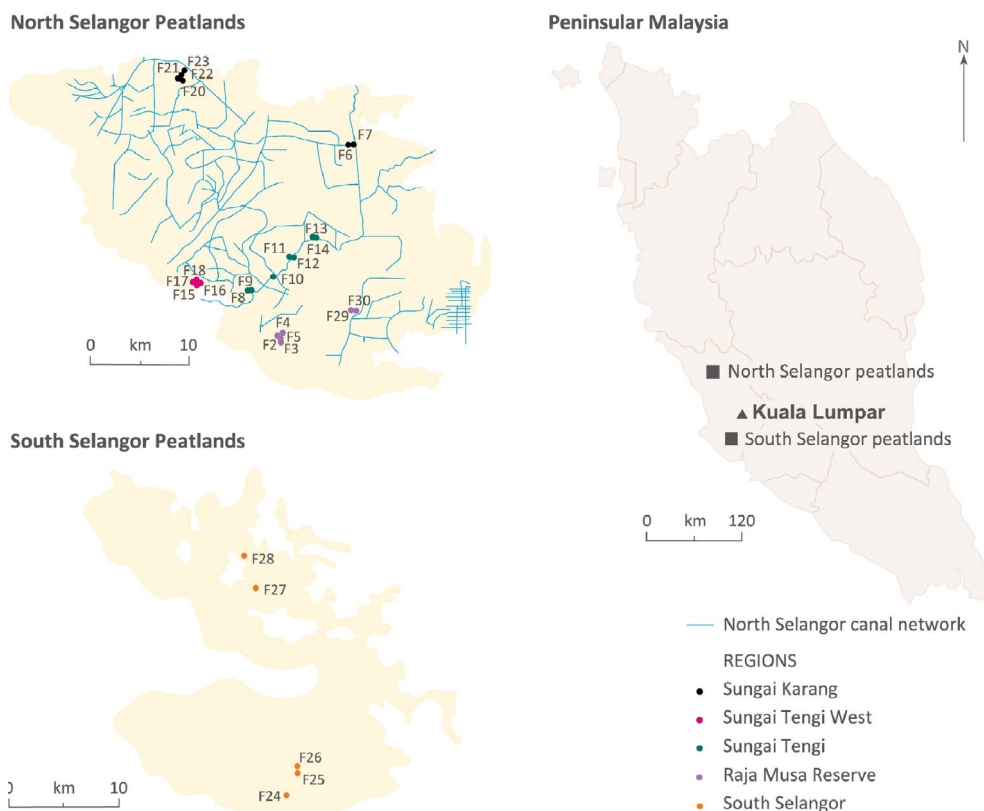 North Selangor Peatlands
F23
F21
F22
F20
F7
F6
F13
F11
F14
F12
F18
F17
F9
F10
F16
F15
F8
F30
F29
F4
F5
F2
F3
0 km 10
South Selangor Peatlands
F28
F27
F26
F25
F24
0 km 10
Peninsular Malaysia
N
North Selangor peatlands
Kuala Lumpar
South Selangor peatlands
0 km 120
North Selangor canal network
REGIONS
Sungai Karang
Sungai Tengi West
Sungai Tengi
Raja Musa Reserve
South Selangor